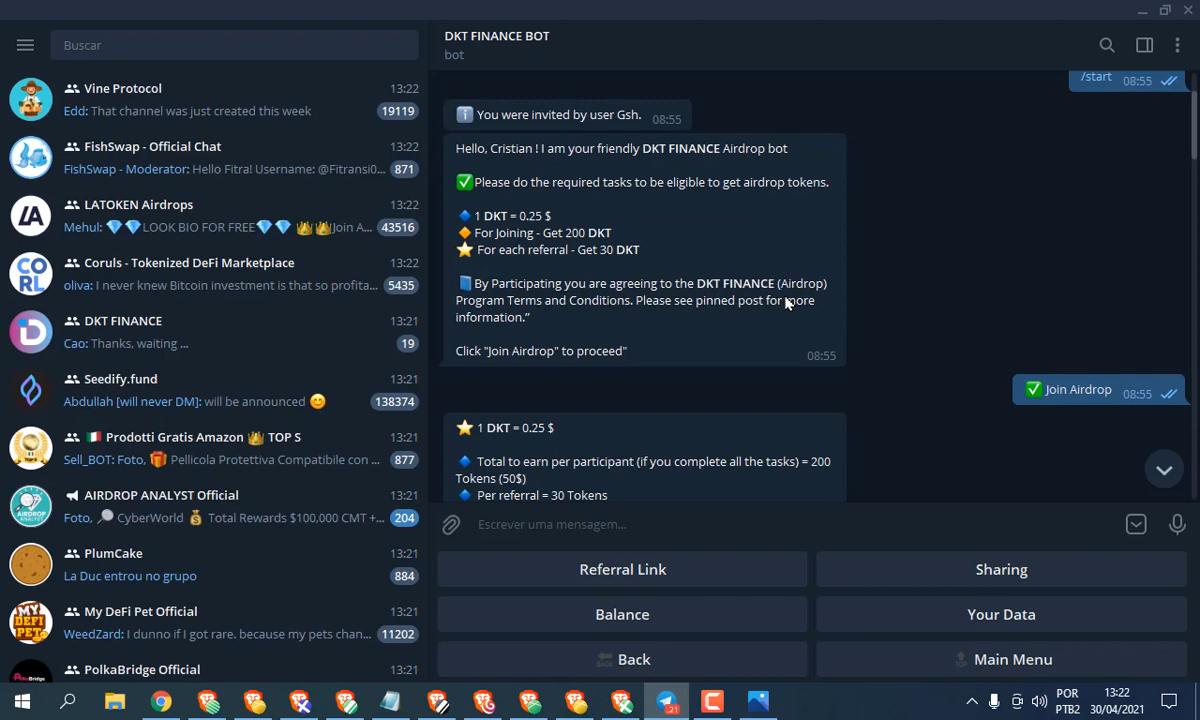 Buscar
Vine Protocol 13:22
Edd: That channel was just created this week 19119
FishSwap - Official Chat 13:22
FishSwap - Moderator: Hello Fitra! Username: @Fitransi0... 871
LA
LATOKEN Airdrops 13:22
Mehul: 💎💎LOOK BIO FOR FREE💎💎 👑👑Join A... 43516
CO
RL
Coruls - Tokenized DeFi Marketplace 13:22
oliva: I never knew Bitcoin investment is that so profita... 5435
DKT FINANCE 13:21
Cao: Thanks, waiting ... 19
Seedify.fund 13:21
Abdullah [will never DM]: will be announced 😊 138374
🇮🇹 Prodotti Gratis Amazon 👑 TOP S 13:21
Sell_BOT: Foto, 🎁 Pellicola Protettiva Compatibile con ... 877
AIRDROP ANALYST
AIRDROP ANALYST Official 13:21
Foto, 🔎 CyberWorld 💰 Total Rewards $100,000 CMT +... 204
PlumCake 13:21
La Duc entrou no grupo 884
MY DEFI PET
My DeFi Pet Official 13:21
WeedZard: I dunno if I got rare. because my pets chan... 11202
PolkaBridge Official 13:21
DKT FINANCE BOT
bot
/start 08:55
ℹ️ You were invited by user Gsh. 08:55
Hello, Cristian ! I am your friendly DKT FINANCE Airdrop bot
✅Please do the required tasks to be eligible to get airdrop tokens.
🔹 1 DKT = 0.25 $
🔸 For Joining - Get 200 DKT
⭐ For each referral - Get 30 DKT
📘By Participating you are agreeing to the DKT FINANCE (Airdrop)
Program Terms and Conditions. Please see pinned post for more
information.”
Click "Join Airdrop" to proceed" 08:55
✅ Join Airdrop 08:55
⭐ 1 DKT = 0.25 $
🔹 Total to earn per participant (if you complete all the tasks) = 200
Tokens (50$)
🔹 Per referral = 30 Tokens
Escrever uma mensagem...
Referral Link Sharing
Balance Your Data
🔙 Back 🔝 Main Menu
..21
POR
PTB2
13:22
30/04/2021